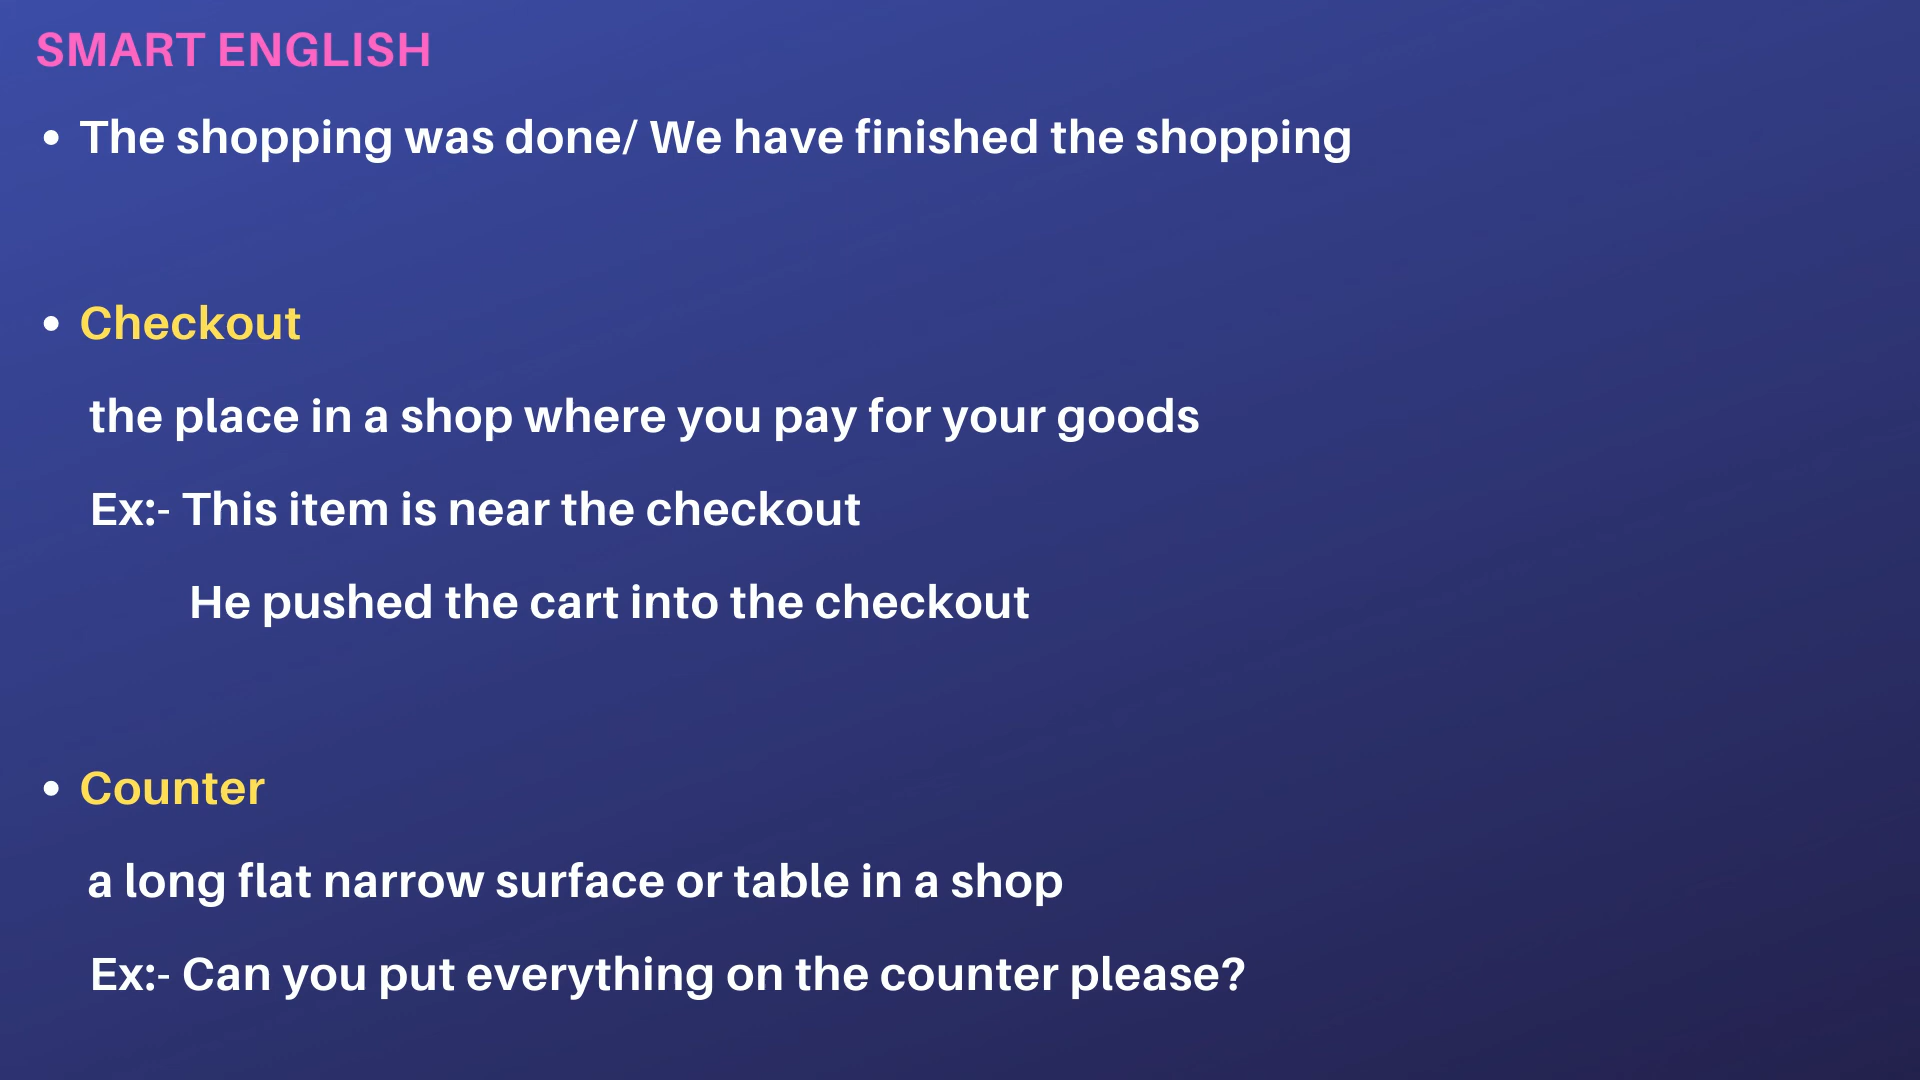 SMART ENGLISH
• The shopping was done/ We have finished the shopping
• Checkout
the place in a shop where you pay for your goods
Ex:- This item is near the checkout
He pushed the cart into the checkout
• Counter
a long flat narrow surface or table in a shop
Ex:- Can you put everything on the counter please?